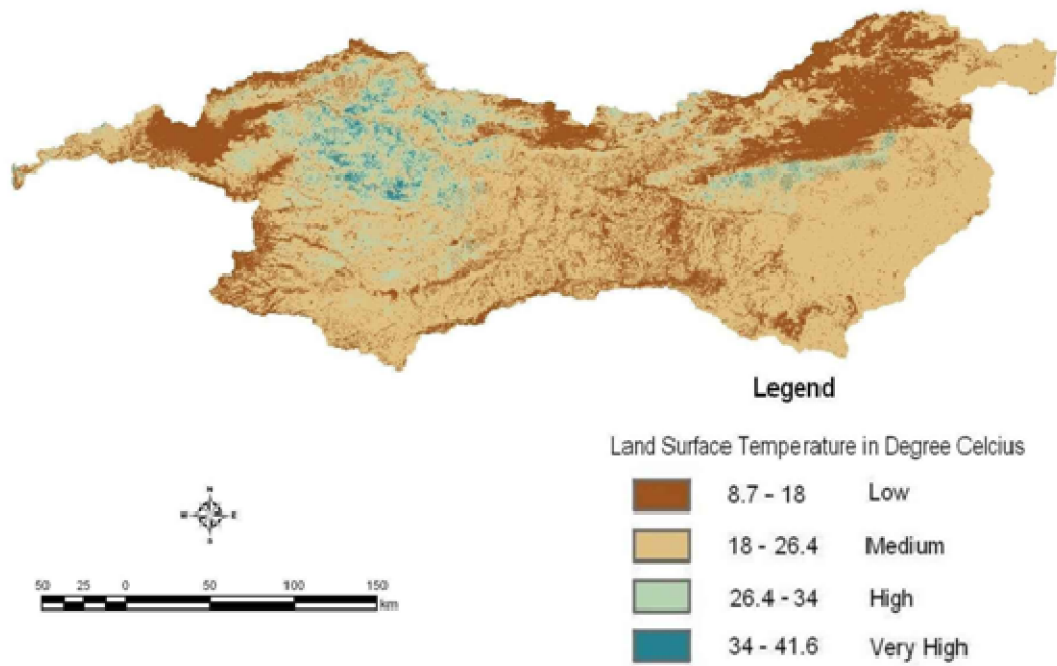 Legend
Land Surface Temperature in Degree Celcius
8.7 - 18 Low
18 - 26.4 Medium
26.4 - 34 High
34 - 41.6 Very High
N
E
S
50 25 0 50 100 150
km